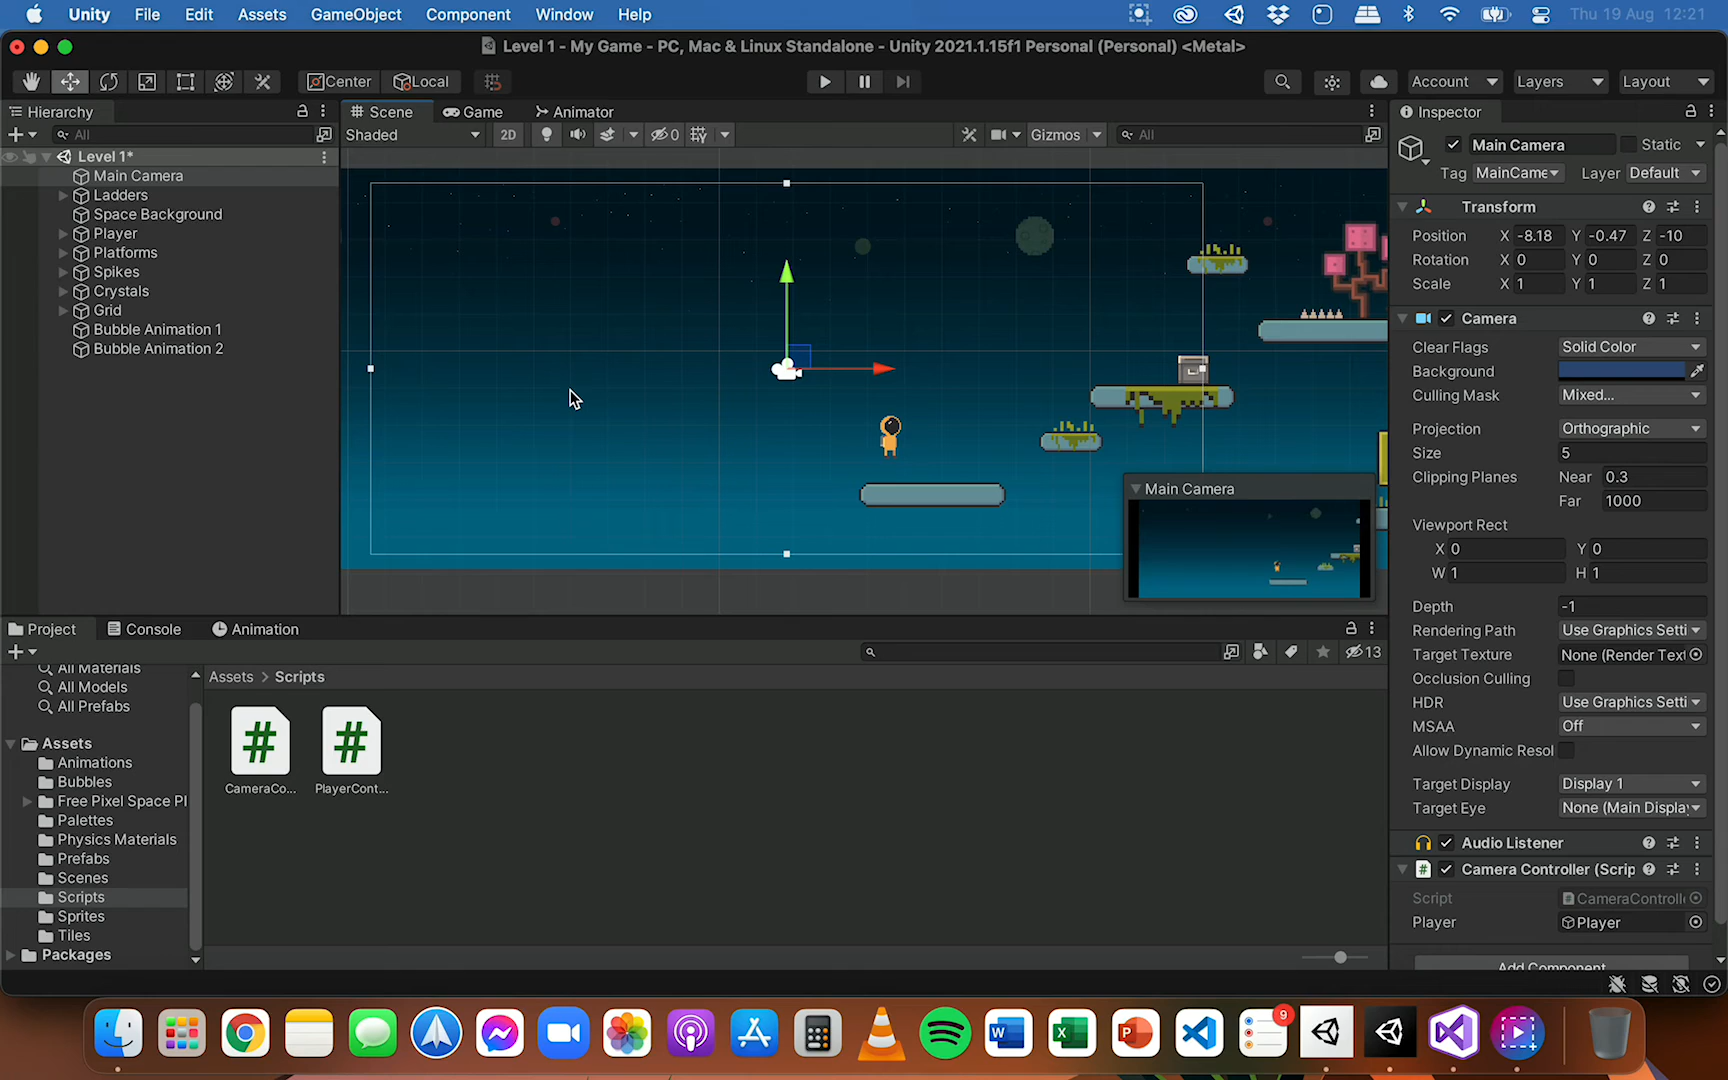 Unity File Edit Assets GameObject Component Window Help Thu 19 Aug 12:21
Level 1 - My Game - PC, Mac & Linux Standalone - Unity 2021.1.15f1 Personal (Personal) <Metal>
Center Local Account Layers Layout
Hierarchy
All
Level 1*
Main Camera
Ladders
Space Background
Player
Platforms
Spikes
Crystals
Grid
Bubble Animation 1
Bubble Animation 2
Scene Game Animator
Shaded 2D 0 Gizmos All
Main Camera
Inspector
Main Camera Static
Tag MainCame Layer Default
Transform
Position X -8.18 Y -0.47 Z -10
Rotation X 0 Y 0 Z 0
Scale X 1 Y 1 Z 1
Camera
Clear Flags Solid Color
Background
Culling Mask Mixed...
Projection Orthographic
Size 5
Clipping Planes Near 0.3
Far 1000
Viewport Rect
X 0 Y 0
W 1 H 1
Depth -1
Rendering Path Use Graphics Setti
Target Texture None (Render Text
Occlusion Culling
HDR Use Graphics Setti
MSAA Off
Allow Dynamic Resol
Target Display Display 1
Target Eye None (Main Display
Audio Listener
Camera Controller (Scrip
Script # CameraControlle
Player Player
Add Component
Project Console Animation
13
All Materials
All Models
All Prefabs
Assets
Animations
Bubbles
Free Pixel Space Pl
Palettes
Physics Materials
Prefabs
Scenes
Scripts
Sprites
Tiles
Packages
Assets > Scripts
# #
CameraCo... PlayerCont...
W X P 9